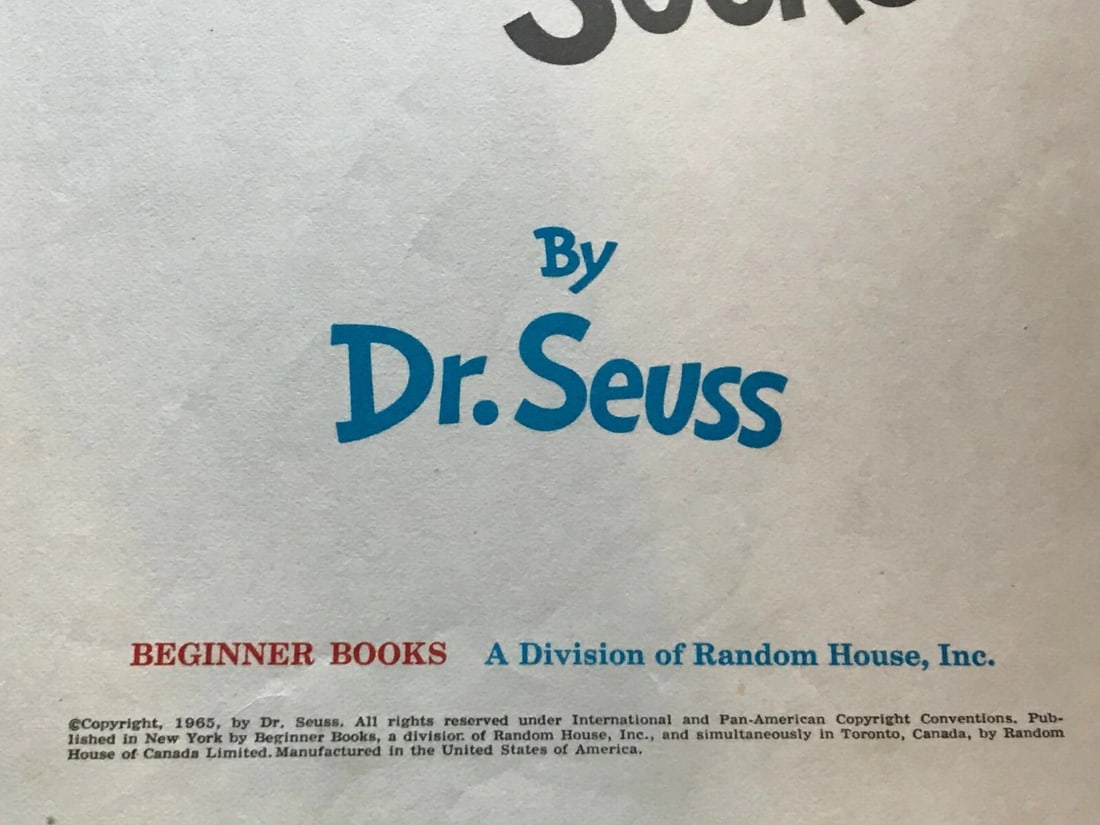 By
Dr. Seuss
BEGINNER BOOKS A Division of Random House, Inc.
©Copyright, 1965, by Dr. Seuss. All rights reserved under International and Pan-American Copyright Conventions. Pub-
lished in New York by Beginner Books, a division of Random House, Inc., and simultaneously in Toronto, Canada, by Random
House of Canada Limited. Manufactured in the United States of America.